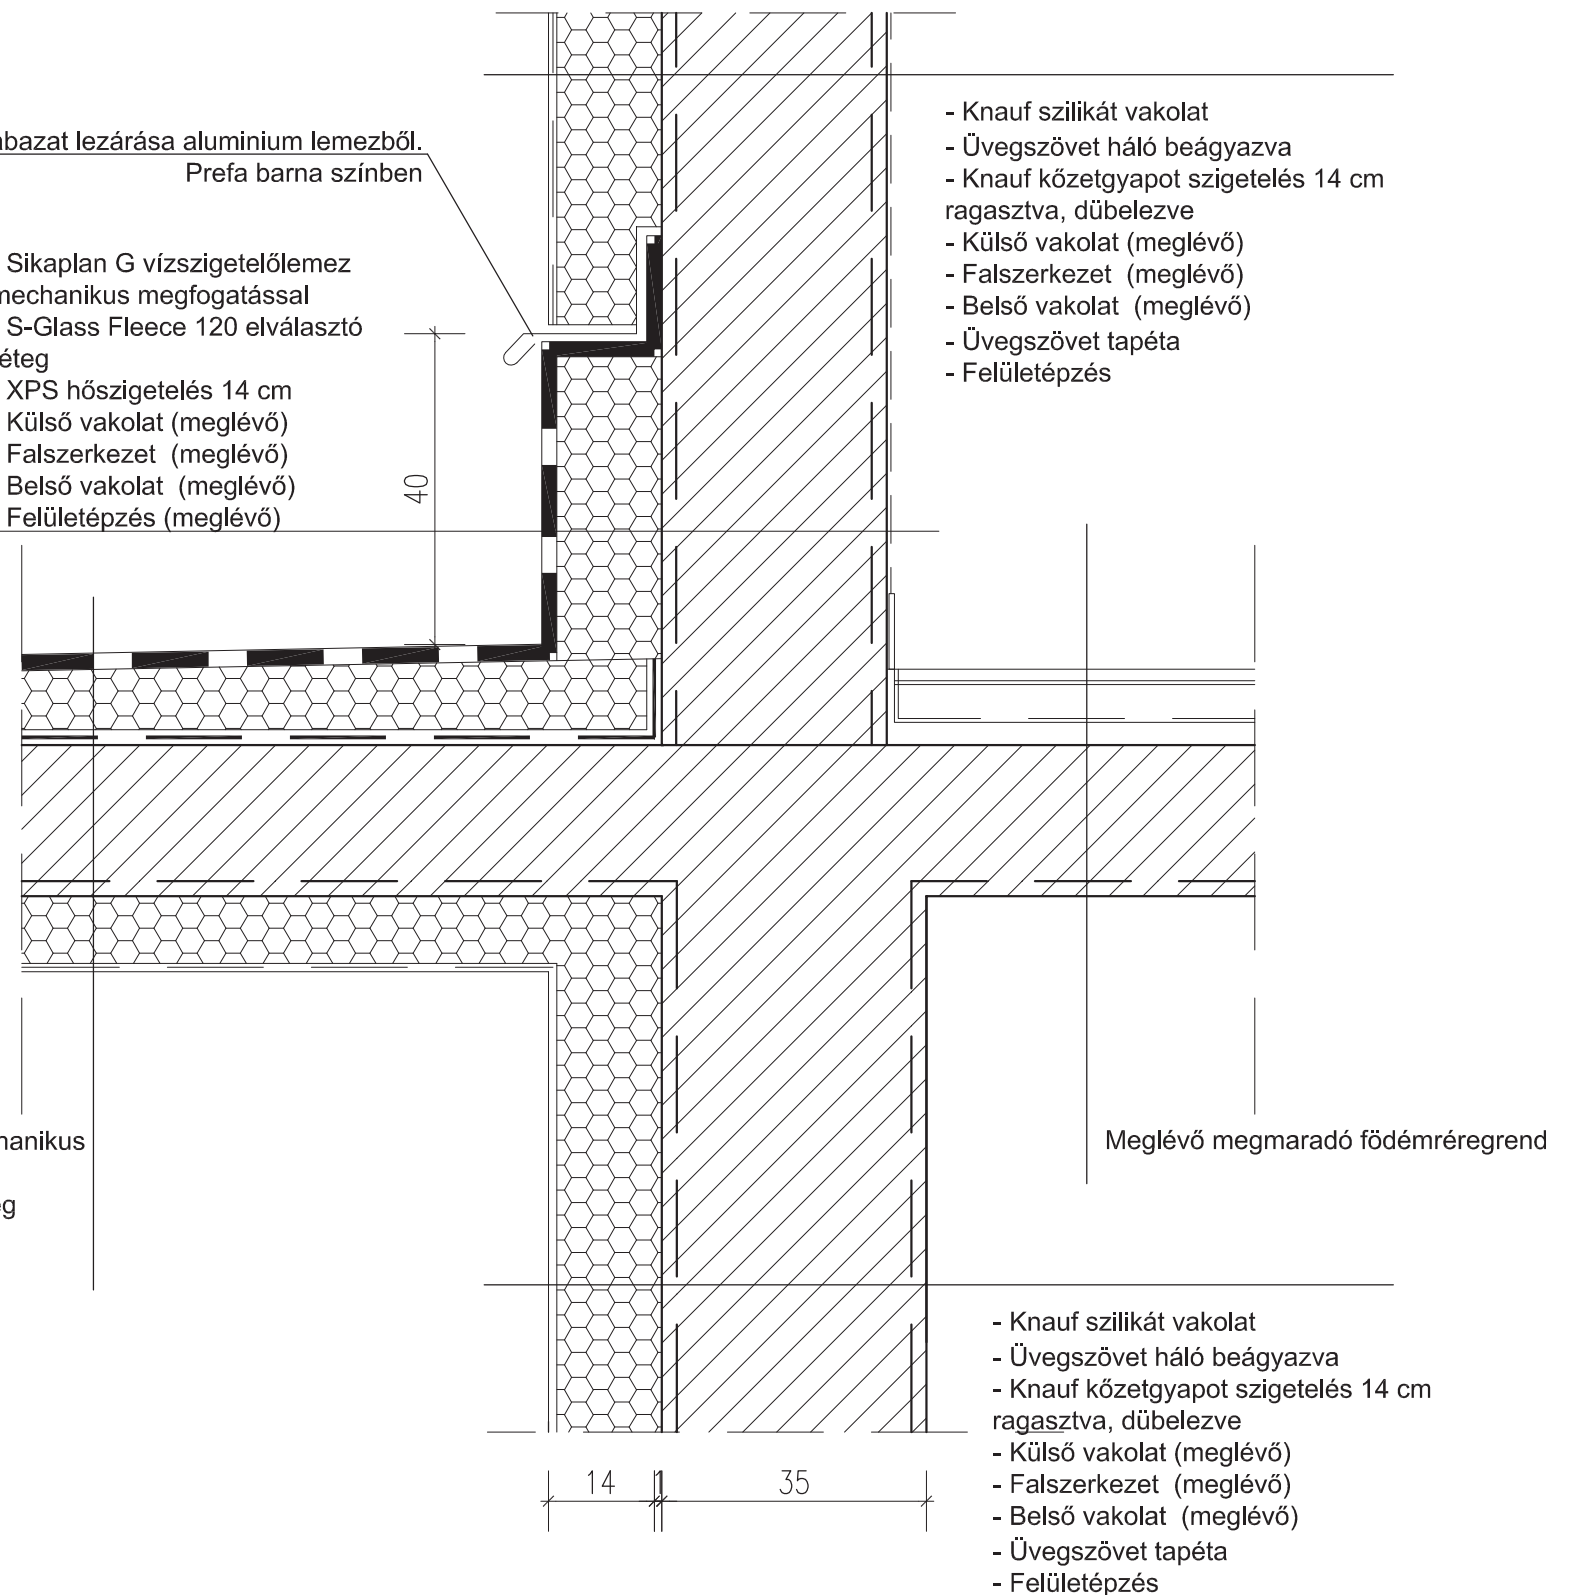 abazat lezárása aluminium lemezből.
Prefa barna színben
Sikaplan G vízszigetelőlemez
mechanikus megfogatással
S-Glass Fleece 120 elválasztó
réteg
XPS hőszigetelés 14 cm
Külső vakolat (meglévő)
Falszerkezet (meglévő)
Belső vakolat (meglévő)
Felületépzés (meglévő)
40
- Knauf szilikát vakolat
- Üvegszövet háló beágyazva
- Knauf kőzetgyapot szigetelés 14 cm
ragasztva, dübelezve
- Külső vakolat (meglévő)
- Falszerkezet (meglévő)
- Belső vakolat (meglévő)
- Üvegszövet tapéta
- Felületépzés
hanikus
Meglévő megmaradó födémréregrend
- Knauf szilikát vakolat
- Üvegszövet háló beágyazva
- Knauf kőzetgyapot szigetelés 14 cm
ragasztva, dübelezve
- Külső vakolat (meglévő)
- Falszerkezet (meglévő)
- Belső vakolat (meglévő)
- Üvegszövet tapéta
- Felületépzés
14 1 35